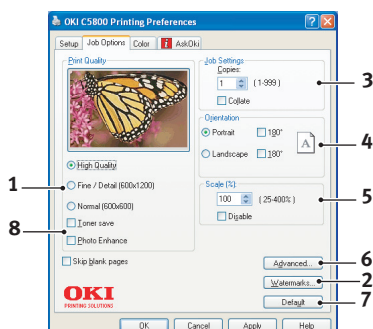 OKI C5800 Printing Preferences
Setup Job Options Color i AskOki
Print Quality
High Quality
Fine / Detail (600x1200)
Normal (600x600)
Toner save
Photo Enhance
Skip blank pages
OKI
PRINTING SOLUTIONS
Job Settings
Copies:
1 (1-999)
Collate
Orientation
Portrait 180°
Landscape 180°
A
Scale (%)
100 (25-400%)
Disable
Advanced...
Watermarks...
Default
OK Cancel Apply Help
1
8
3
4
5
6
2
7